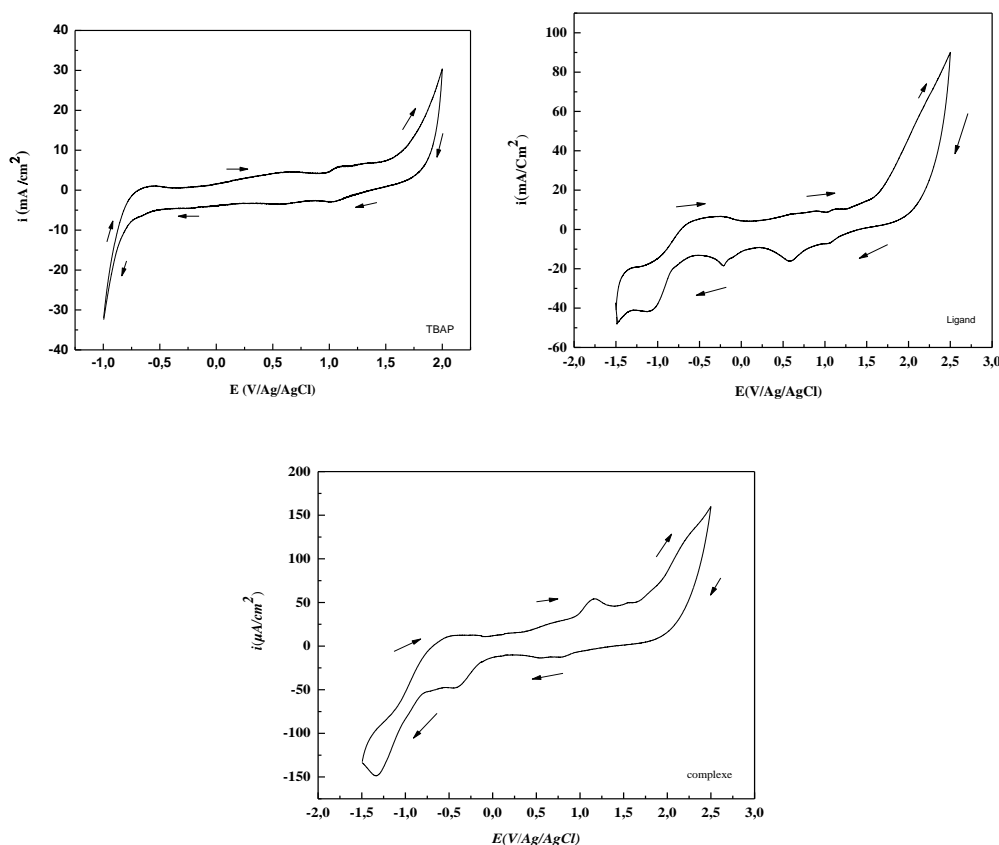 40
30
20
10
0
-10
-20
-30
-40
-1,0 -0,5 0,0 0,5 1,0 1,5 2,0
i (mA /cm²)
E (V/Ag/AgCl)
TBAP
100
80
60
40
20
0
-20
-40
-60
-2,0 -1,5 -1,0 -0,5 0,0 0,5 1,0 1,5 2,0 2,5 3,0
i(mA/Cm²)
E(V/Ag/AgCl)
Ligand
200
150
100
50
0
-50
-100
-150
-2,0 -1,5 -1,0 -0,5 0,0 0,5 1,0 1,5 2,0 2,5 3,0
i(µA/cm²)
E(V/Ag/AgCl)
complexe